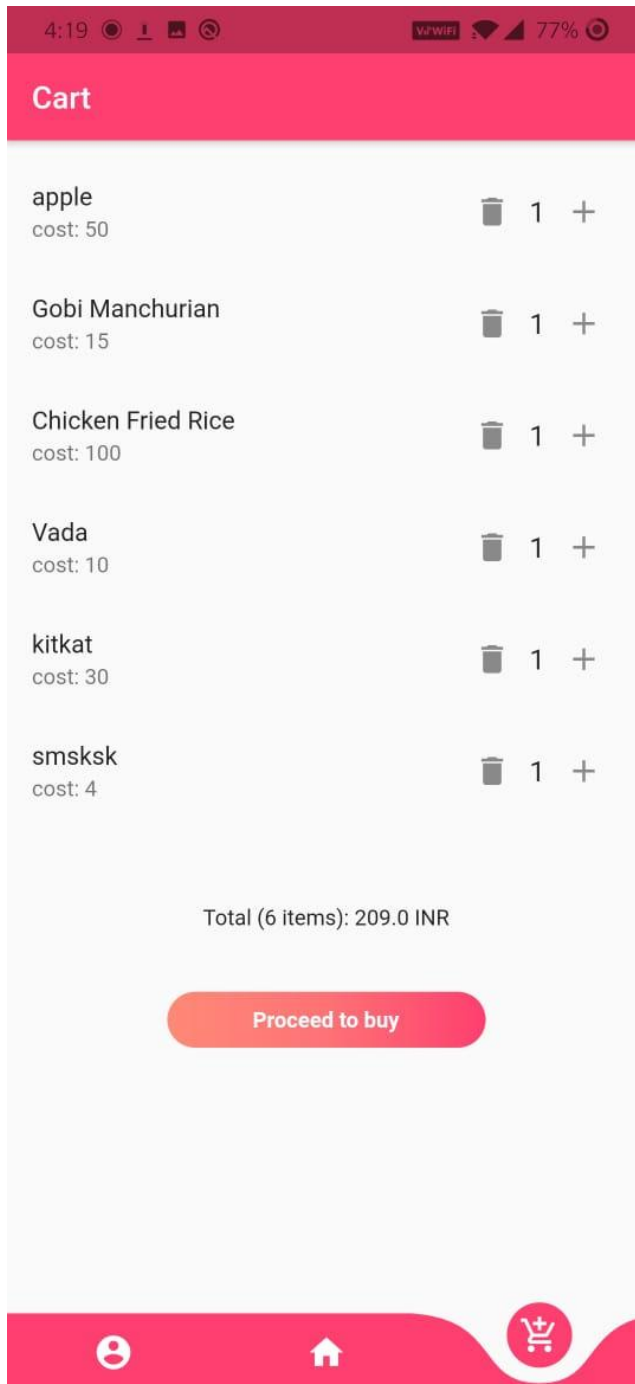 4:19
VoWiFi 77%
Cart
apple
cost: 50
1 +
Gobi Manchurian
cost: 15
1 +
Chicken Fried Rice
cost: 100
1 +
Vada
cost: 10
1 +
kitkat
cost: 30
1 +
smsksk
cost: 4
1 +
Total (6 items): 209.0 INR
Proceed to buy